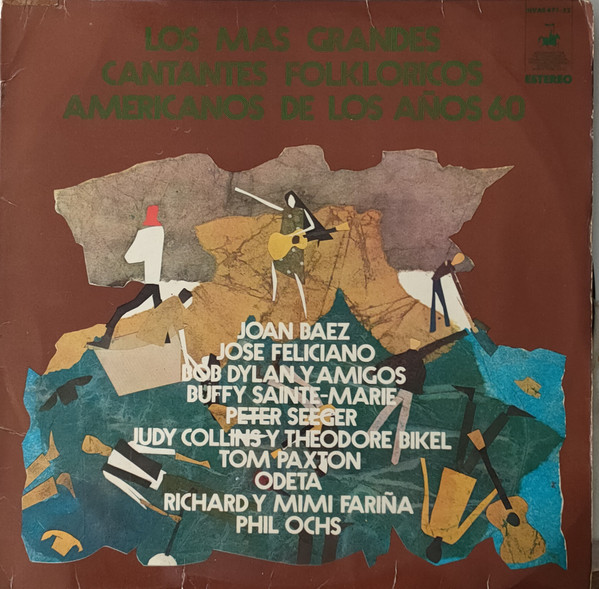 LOS MAS GRANDES
CANTANTES FOLKLORICOS
AMERICANOS DE LOS AÑOS 60
ESTEREO
JOAN BAEZ
JOSE FELICIANO
BOB DYLAN Y AMIGOS
BUFFY SAINTE-MARIE
PETER SEEGER
JUDY COLLINS Y THEODORE BIKEL
TOM PAXTON
ODETA
RICHARD Y MIMI FARIÑA
PHIL OCHS